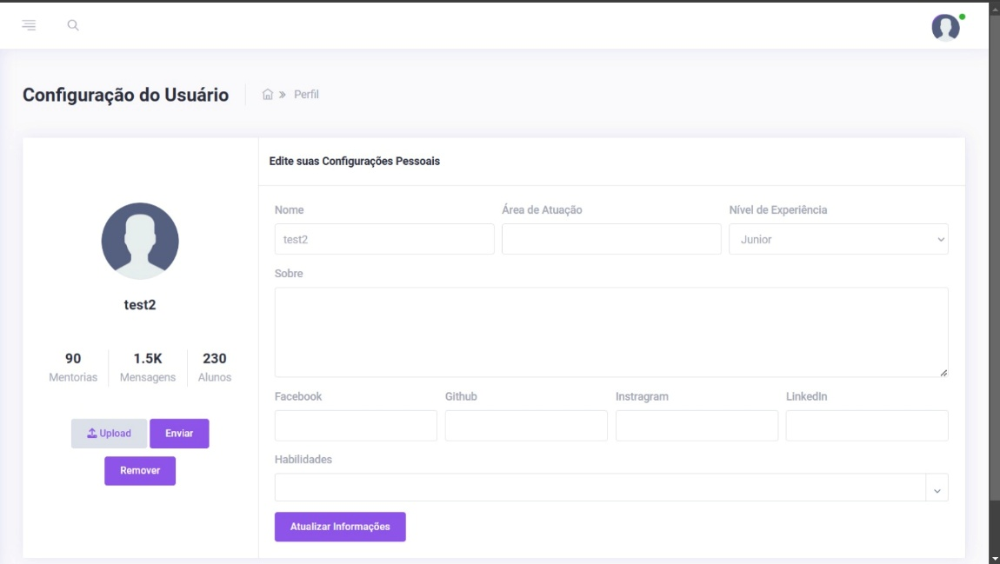 Configuração do Usuário
Perfil
test2
90 1.5K 230
Mentorias Mensagens Alunos
Upload Enviar
Remover
Edite suas Configurações Pessoais
Nome Área de Atuação Nível de Experiência
test2 Junior
Sobre
Facebook Github Instragram LinkedIn
Habilidades
Atualizar Informações